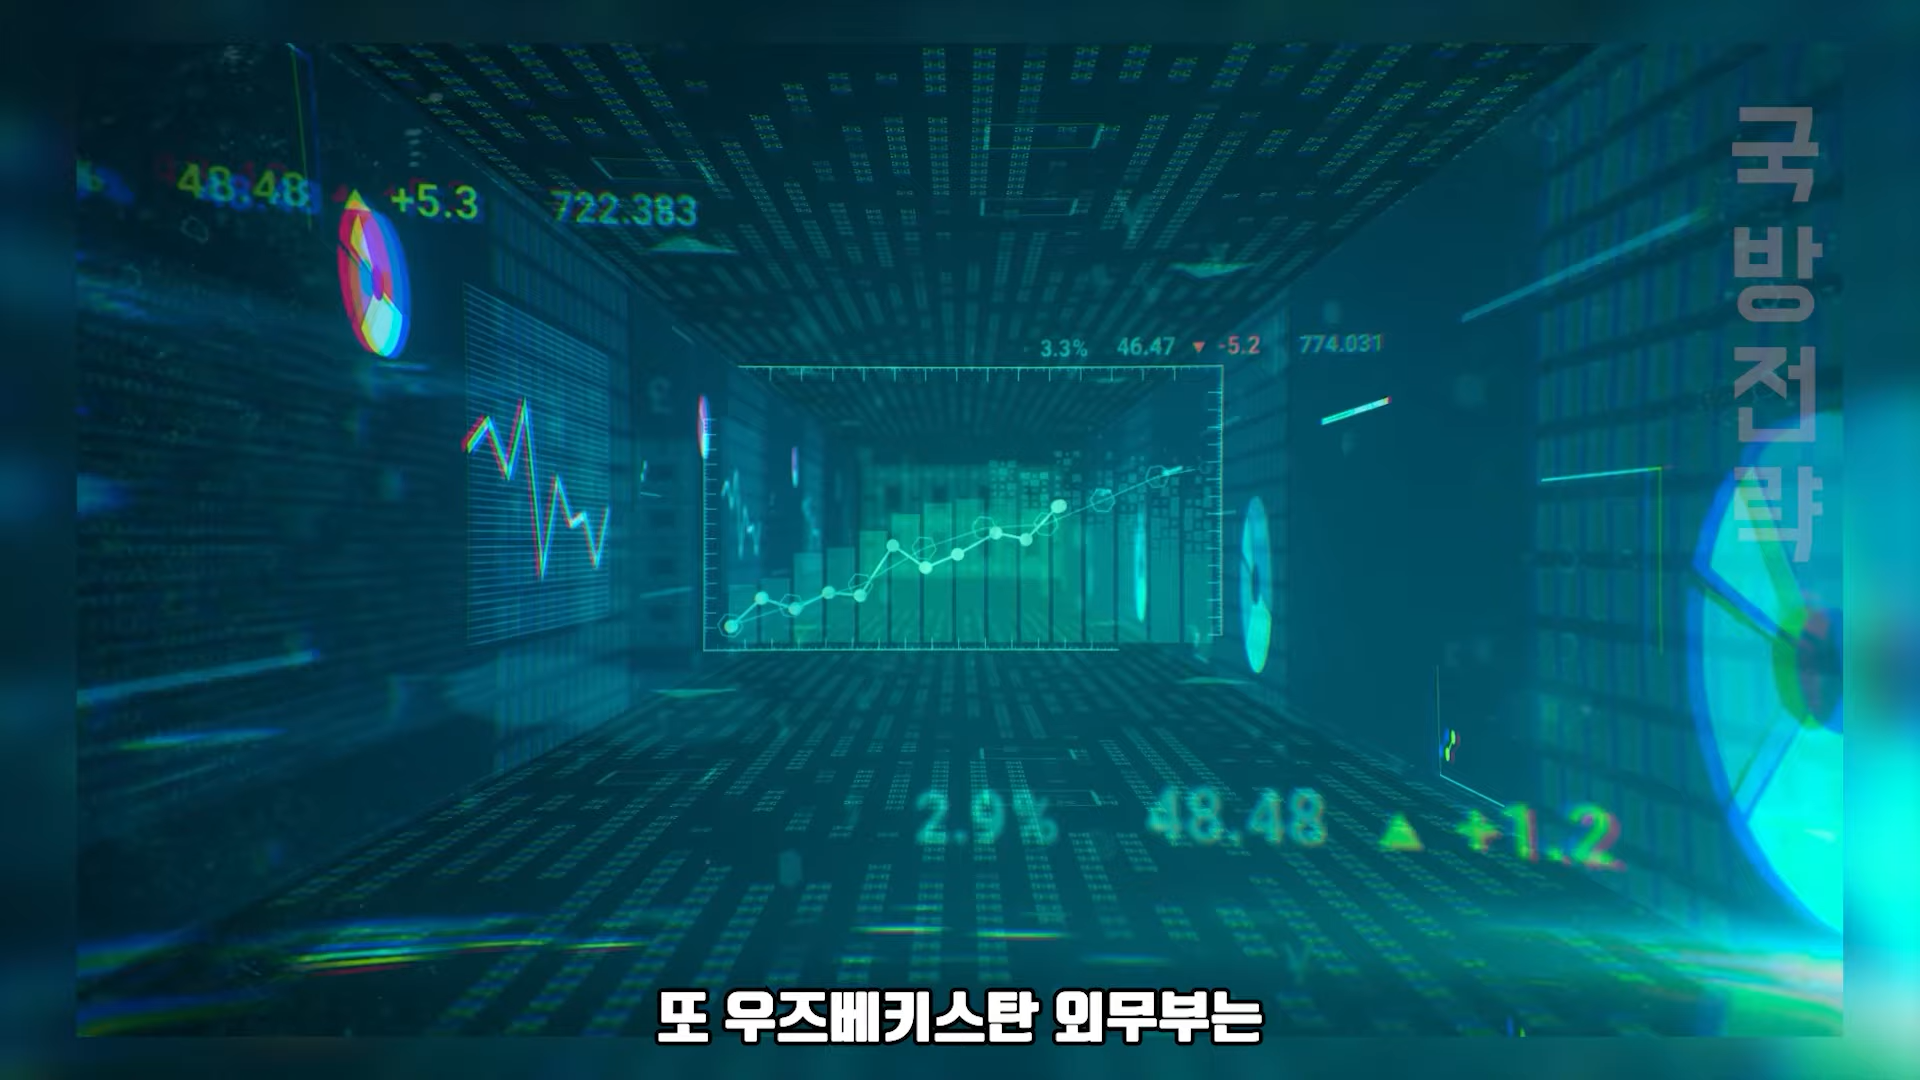 48.48 ▲ +5.3 722.383
국방전략
3.3% 46.47 ▼ -5.2 774.031
2.9% 48.48 ▲ +1.2
또 우즈베키스탄 외무부는